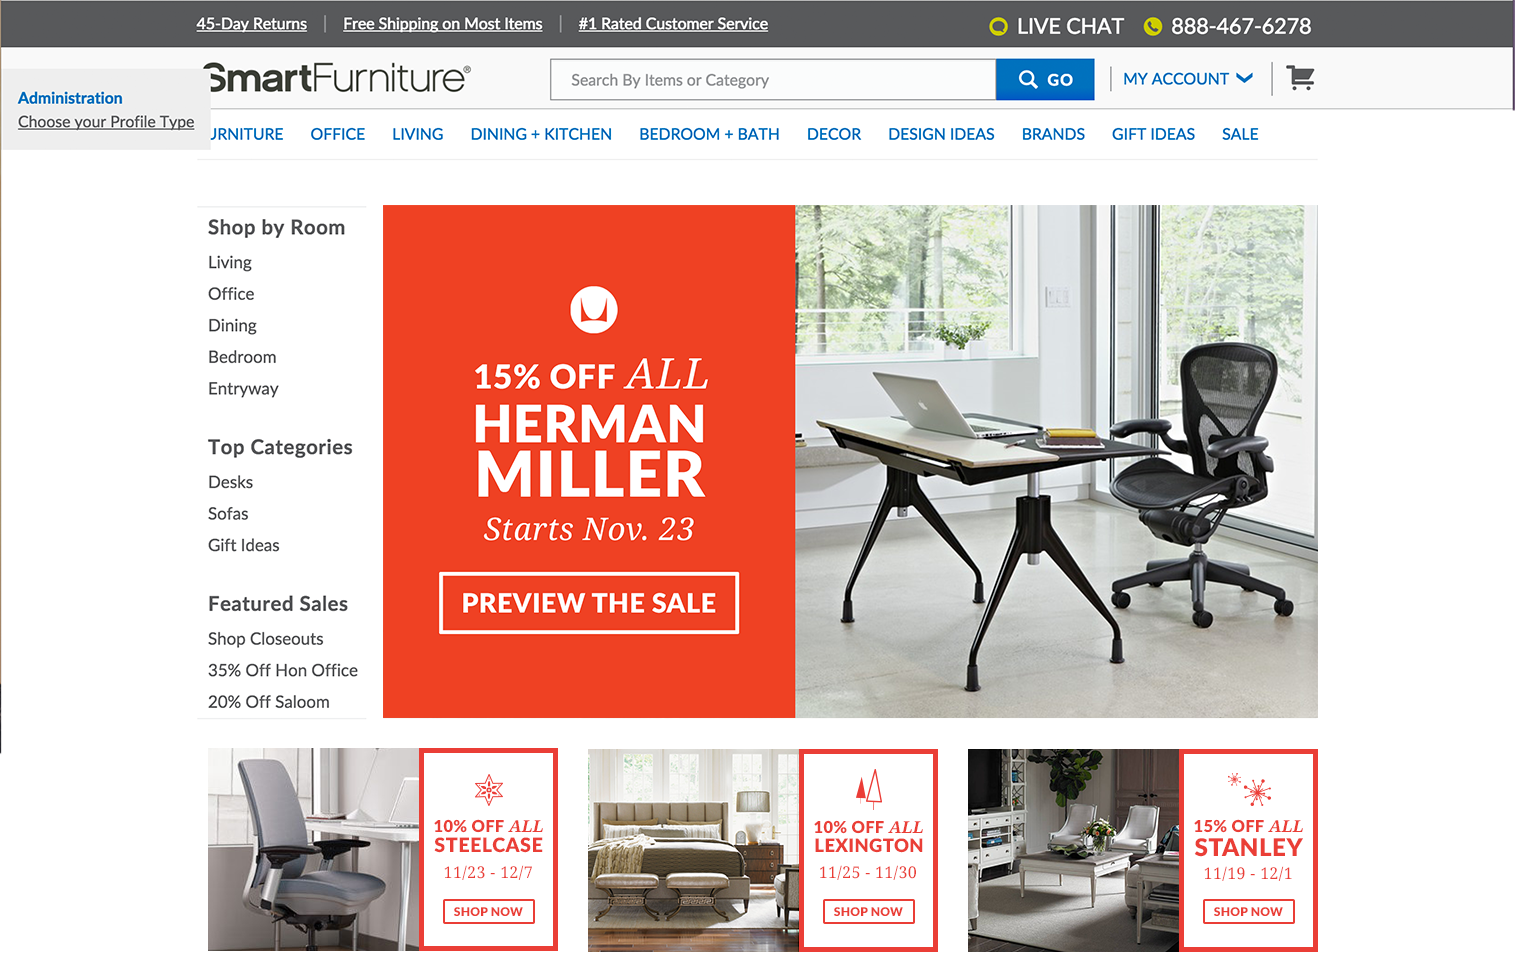 45-Day Returns | Free Shipping on Most Items | #1 Rated Customer Service
LIVE CHAT 888-467-6278
SmartFurniture®
Search By Items or Category
GO
MY ACCOUNT
Administration
Choose your Profile Type
URNITURE OFFICE LIVING DINING + KITCHEN BEDROOM + BATH DECOR DESIGN IDEAS BRANDS GIFT IDEAS SALE
Shop by Room
Living
Office
Dining
Bedroom
Entryway
Top Categories
Desks
Sofas
Gift Ideas
Featured Sales
Shop Closeouts
35% Off Hon Office
20% Off Saloom
15% OFF ALL
HERMAN
MILLER
Starts Nov. 23
PREVIEW THE SALE
10% OFF ALL
STEELCASE
11/23 - 12/7
SHOP NOW
10% OFF ALL
LEXINGTON
11/25 - 11/30
SHOP NOW
15% OFF ALL
STANLEY
11/19 - 12/1
SHOP NOW